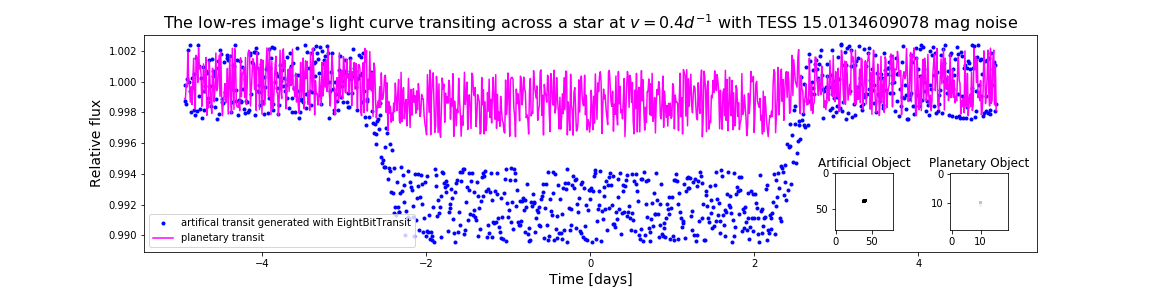 The low-res image's light curve transiting across a star at v = 0.4d⁻¹ with TESS 15.0134609078 mag noise
Relative flux
1.002
1.000
0.998
0.996
0.994
0.992
0.990
artifical transit generated with EightBitTransit
planetary transit
Artificial Object
0
50
0 50
Planetary Object
0
10
0 10
−4 −2 0 2 4
Time [days]